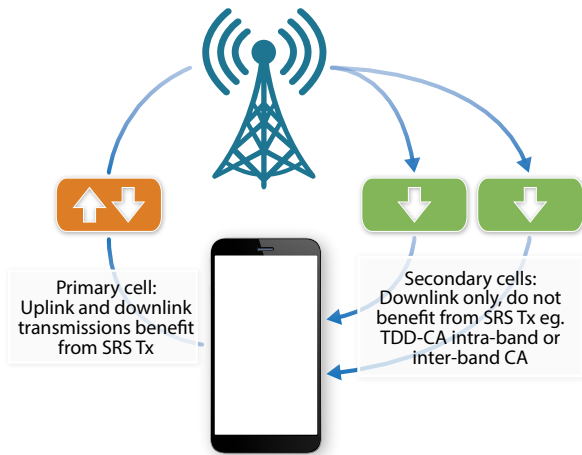 Primary cell:
Uplink and downlink
transmissions benefit
from SRS Tx
Secondary cells:
Downlink only, do not
benefit from SRS Tx eg.
TDD-CA intra-band or
inter-band CA